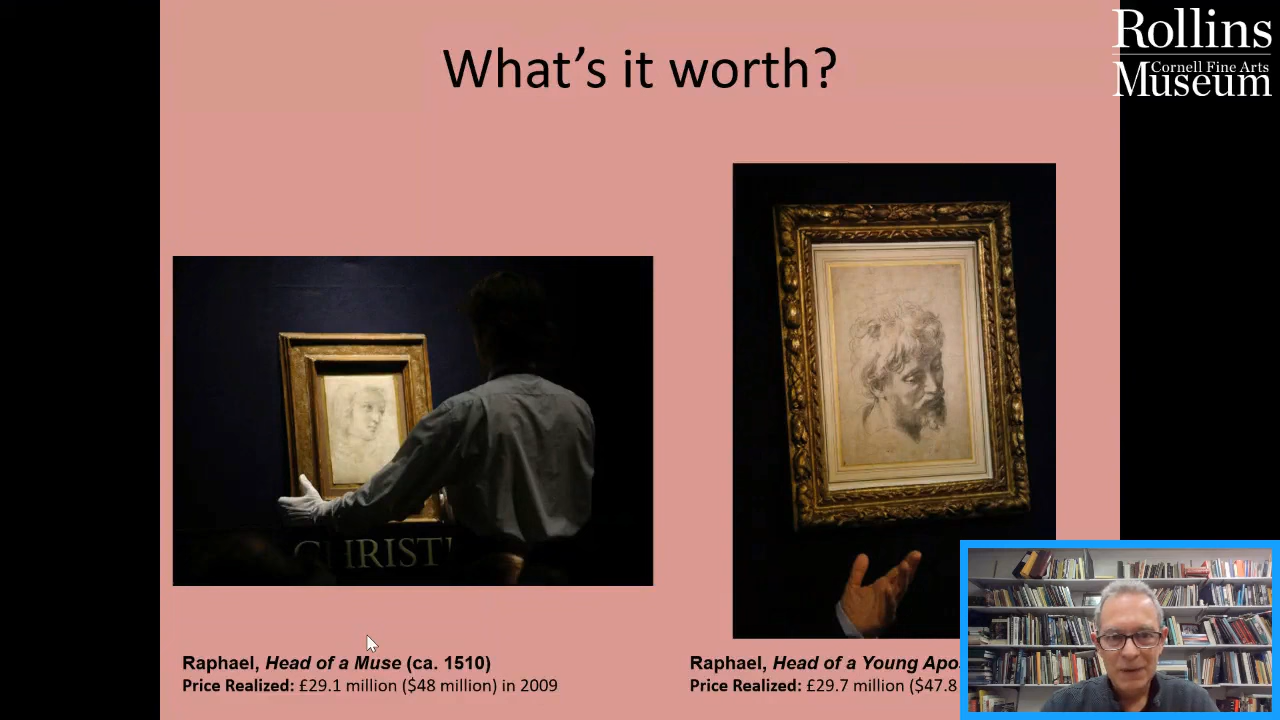 What's it worth?
Rollins
Cornell Fine Arts
Museum
CHRISTI
Raphael, Head of a Muse (ca. 1510)
Price Realized: £29.1 million ($48 million) in 2009
Raphael, Head of a Young Apo
Price Realized: £29.7 million ($47.8